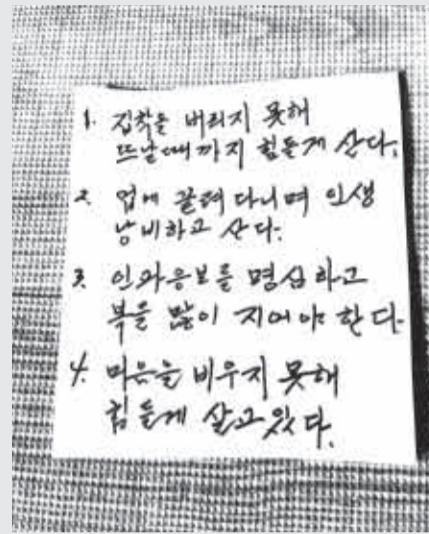 1. 집착을 버리지 못해
뜨날때까지 힘들게 산다.
2. 업에 끌려다니며 인생
낭비하고 산다.
3. 인과응보를 명심하고
복을 많이 지어야 한다.
4. 마음을 비우지 못해
힘들게 살고있다.